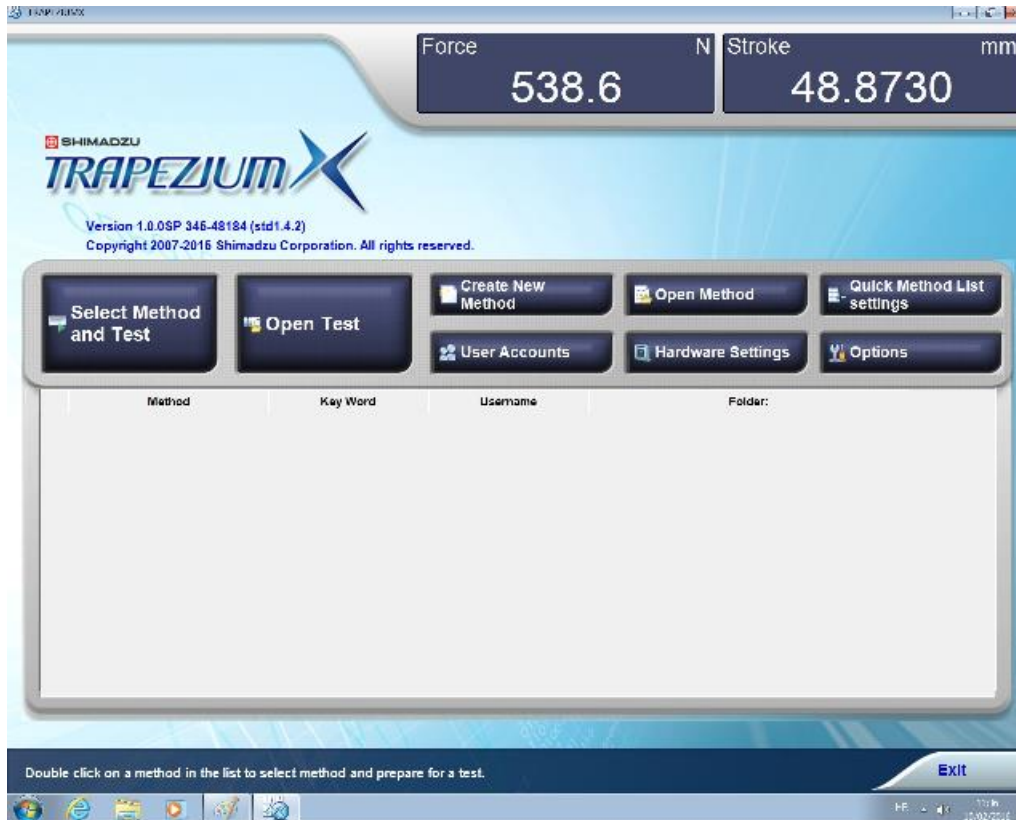 TRAPEZIUMX
Force N
538.6
Stroke mm
48.8730
SHIMADZU
TRAPEZIUM X
Version 1.0.0SP 346-48184 (std1.4.2)
Copyright 2007-2015 Shimadzu Corporation. All rights reserved.
Select Method
and Test
Open Test
Create New
Method
Open Method
Quick Method List
settings
User Accounts
Hardware Settings
Options
Method Key Word Username Folder:
Double click on a method in the list to select method and prepare for a test.
Exit